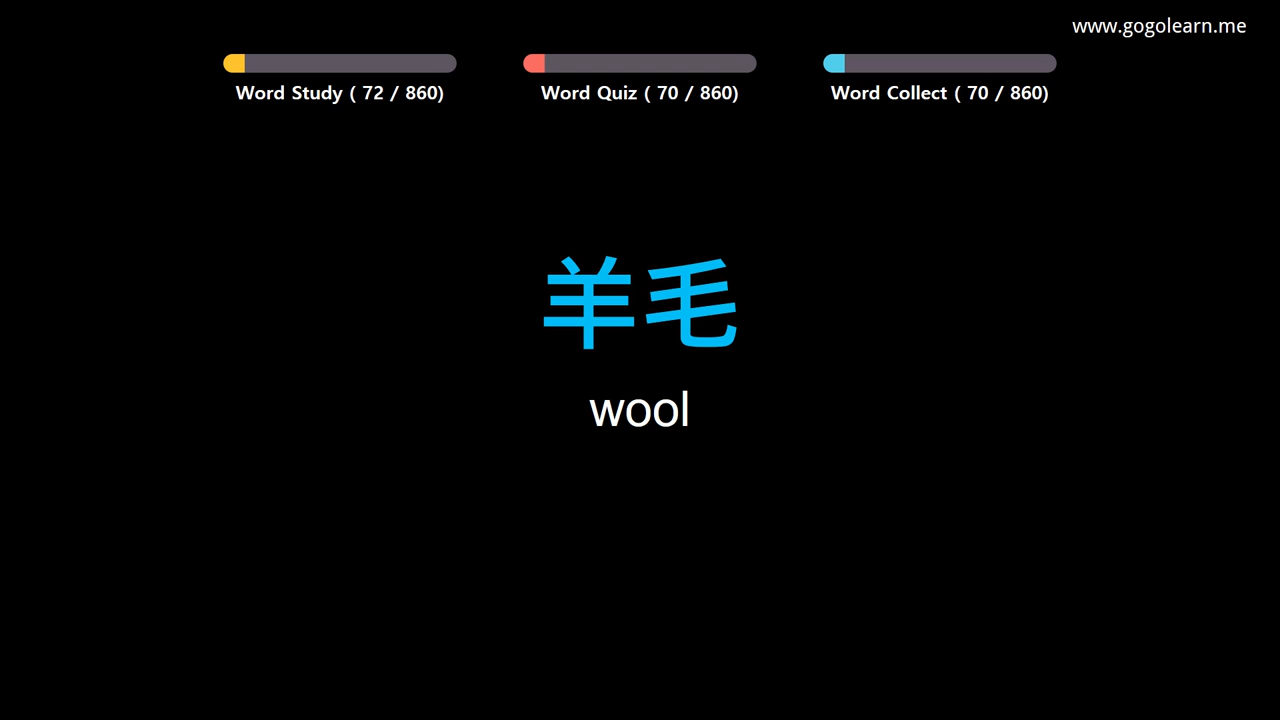 www.gogolearn.me
Word Study ( 72 / 860)
Word Quiz ( 70 / 860)
Word Collect ( 70 / 860)
羊毛
wool